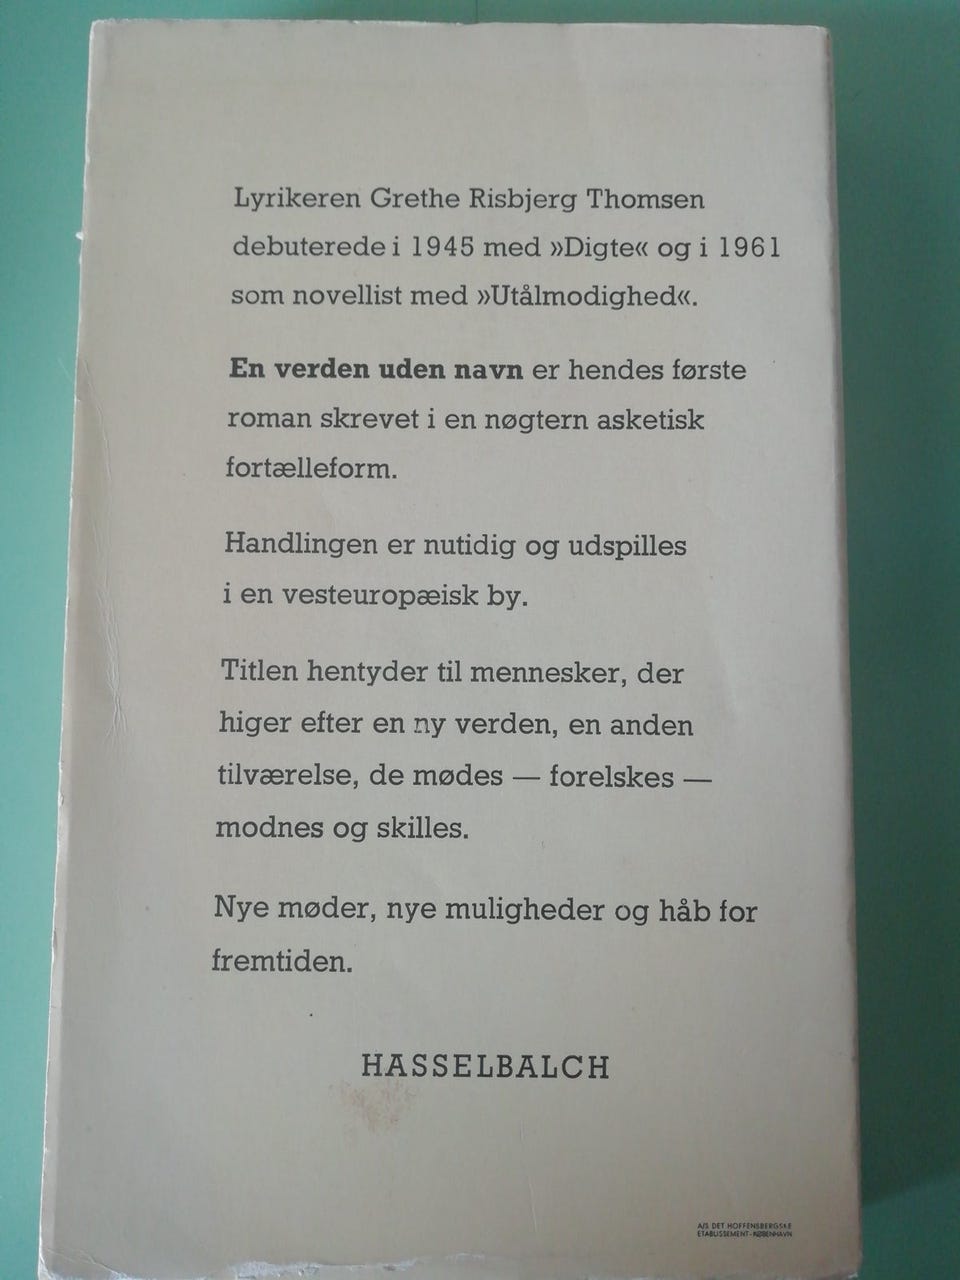 Lyrikeren Grethe Risbjerg Thomsen
debuterede i 1945 med »Digte« og i 1961
som novellist med »Utålmodighed«.
En verden uden navn er hendes første
roman skrevet i en nøgtern asketisk
fortælleform.
Handlingen er nutidig og udspilles
i en vesteuropæisk by.
Titlen hentyder til mennesker, der
higer efter en ny verden, en anden
tilværelse, de mødes — forelskes —
modnes og skilles.
Nye møder, nye muligheder og håb for
fremtiden.
HASSELBALCH
A/S DET HOFFENSBERGSKE
ETABLISSEMENT - KØBENHAVN